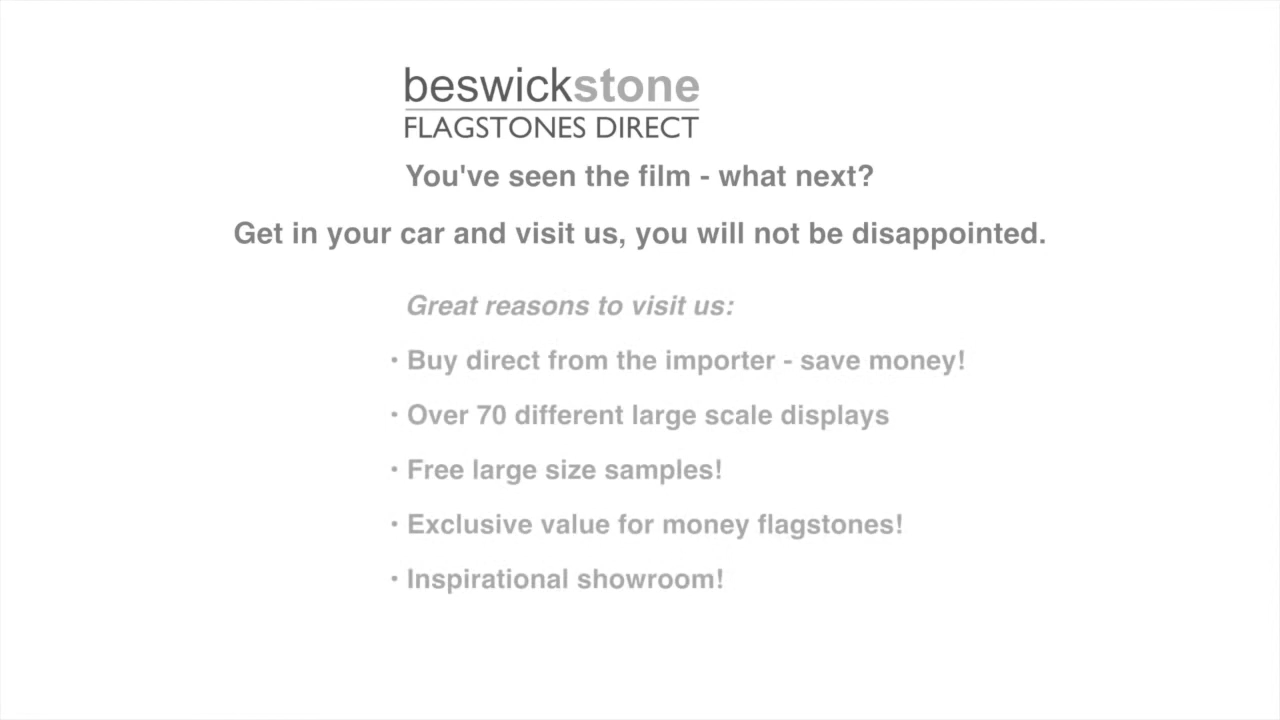 beswickstone
FLAGSTONES DIRECT
You've seen the film - what next?
Get in your car and visit us, you will not be disappointed.
Great reasons to visit us:
• Buy direct from the importer - save money!
• Over 70 different large scale displays
• Free large size samples!
• Exclusive value for money flagstones!
• Inspirational showroom!